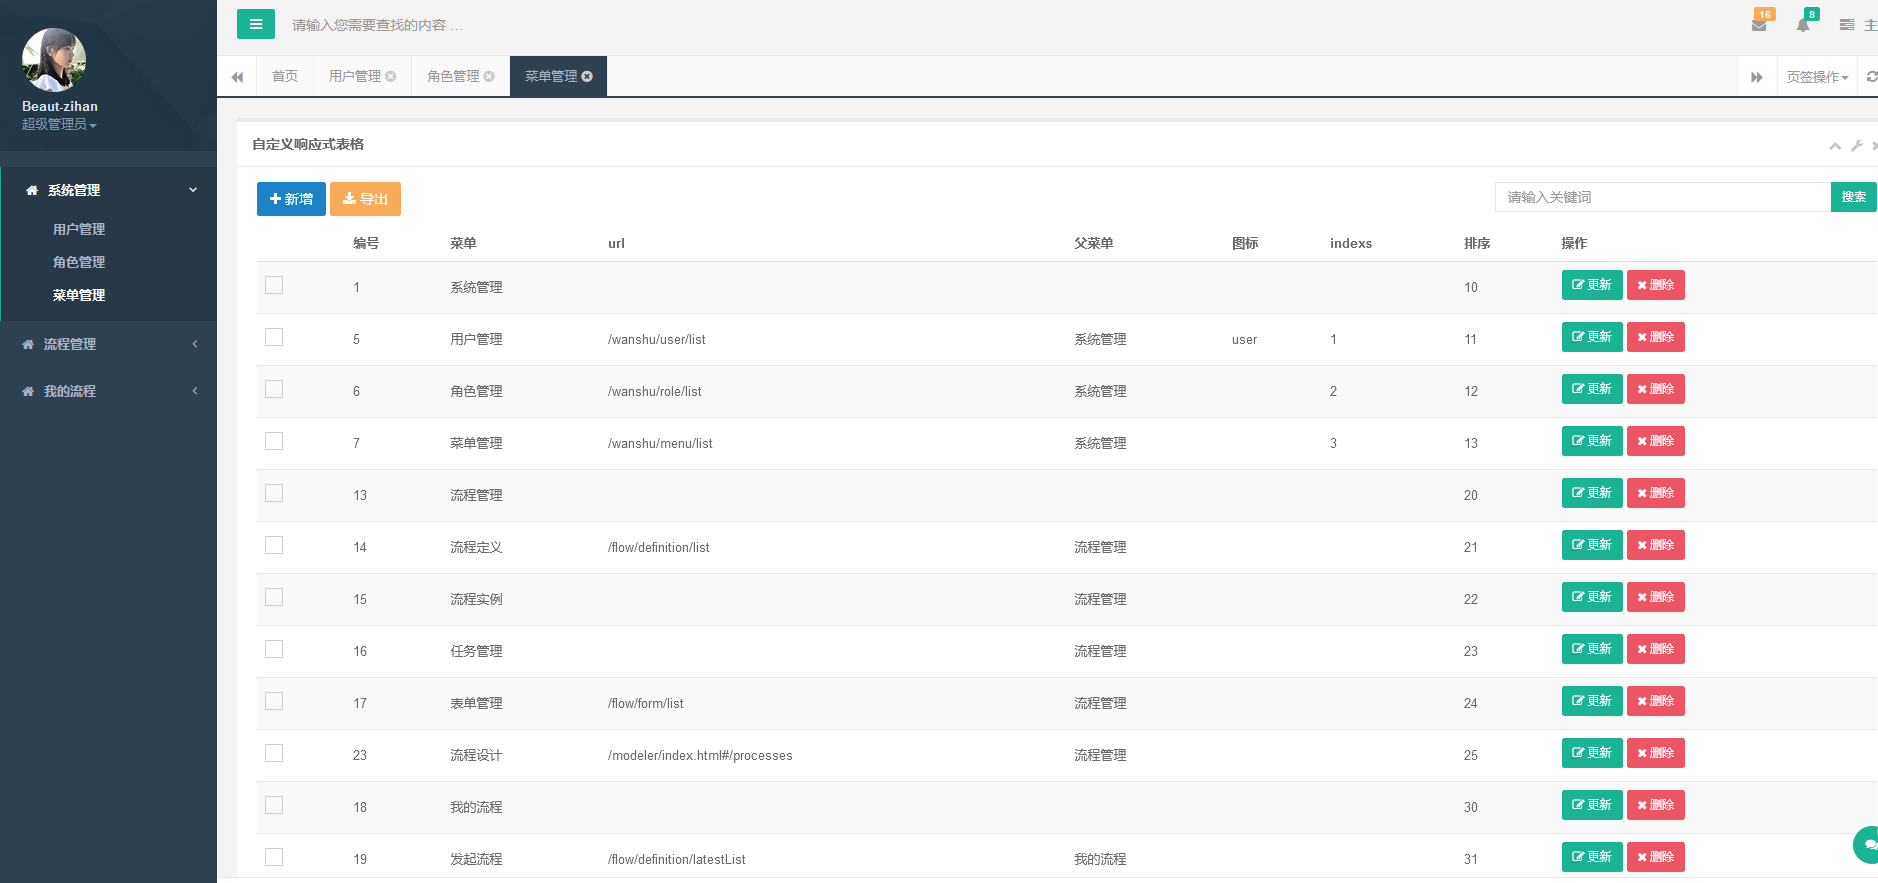 Beaut-zihan
超级管理员
系统管理
用户管理
角色管理
菜单管理
流程管理
我的流程
请输入您需要查找的内容 …
16
8
主
首页 用户管理 角色管理 菜单管理 页签操作
自定义响应式表格
新增 导出 请输入关键词 搜索
编号 菜单 url 父菜单 图标 indexs 排序 操作
1 系统管理 10 更新 删除
5 用户管理 /wanshu/user/list 系统管理 user 1 11 更新 删除
6 角色管理 /wanshu/role/list 系统管理 2 12 更新 删除
7 菜单管理 /wanshu/menu/list 系统管理 3 13 更新 删除
13 流程管理 20 更新 删除
14 流程定义 /flow/definition/list 流程管理 21 更新 删除
15 流程实例 流程管理 22 更新 删除
16 任务管理 流程管理 23 更新 删除
17 表单管理 /flow/form/list 流程管理 24 更新 删除
23 流程设计 /modeler/index.html#/processes 流程管理 25 更新 删除
18 我的流程 30 更新 删除
19 发起流程 /flow/definition/latestList 我的流程 31 更新 删除